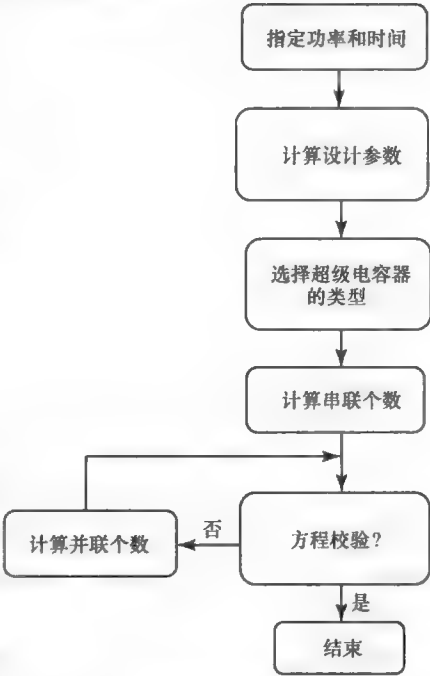 指定功率和时间
计算设计参数
选择超级电容器
的类型
计算串联个数
方程校验?
否
计算并联个数
是
结束